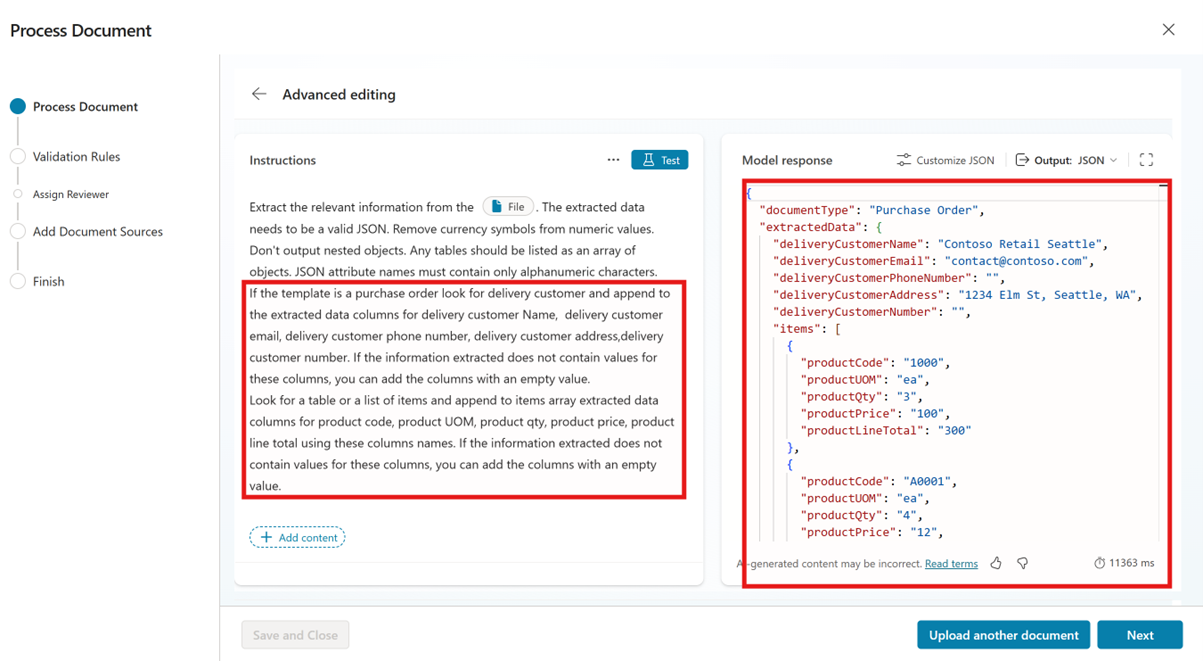 Process Document
Process Document
Validation Rules
Assign Reviewer
Add Document Sources
Finish
Advanced editing
Instructions
Test
Extract the relevant information from the File . The extracted data
needs to be a valid JSON. Remove currency symbols from numeric values.
Don't output nested objects. Any tables should be listed as an array of
objects. JSON attribute names must contain only alphanumeric characters.
If the template is a purchase order look for delivery customer and append to
the extracted data columns for delivery customer Name, delivery customer
email, delivery customer phone number, delivery customer address,delivery
customer number. If the information extracted does not contain values for
these columns, you can add the columns with an empty value.
Look for a table or a list of items and append to items array extracted data
columns for product code, product UOM, product qty, product price, product
line total using these columns names. If the information extracted does not
contain values for these columns, you can add the columns with an empty
value.
+ Add content
Model response
Customize JSON
Output: JSON
{
"documentType": "Purchase Order",
"extractedData": {
"deliveryCustomerName": "Contoso Retail Seattle",
"deliveryCustomerEmail": "contact@contoso.com",
"deliveryCustomerPhoneNumber": "",
"deliveryCustomerAddress": "1234 Elm St, Seattle, WA",
"deliveryCustomerNumber": "",
"items": [
{
"productCode": "1000",
"productUOM": "ea",
"productQty": "3",
"productPrice": "100",
"productLineTotal": "300"
},
{
"productCode": "A0001",
"productUOM": "ea",
"productQty": "4",
"productPrice": "12",
AI-generated content may be incorrect. Read terms
11363 ms
Save and Close
Upload another document
Next